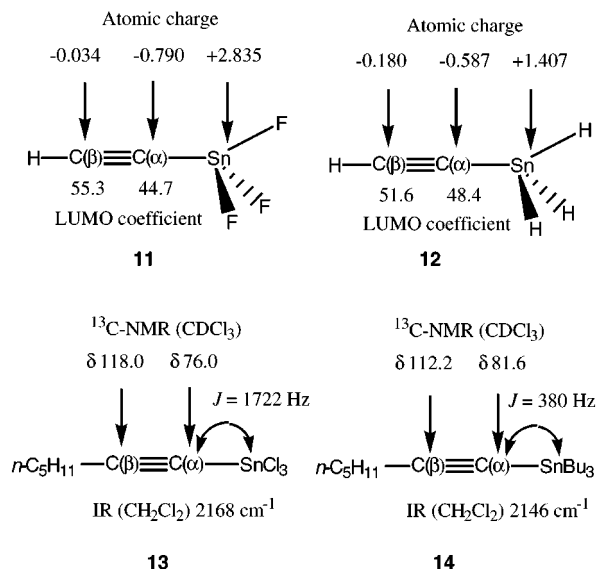 Atomic charge
-0.034 -0.790 +2.835
F
H C(β) C(α) Sn
F
F
55.3 44.7
LUMO coefficient
11
Atomic charge
-0.180 -0.587 +1.407
H
H C(β) C(α) Sn
H
H
51.6 48.4
LUMO coefficient
12
¹³C-NMR (CDCl₃)
δ 118.0 δ 76.0
J = 1722 Hz
n-C₅H₁₁ C(β) C(α) SnCl₃
IR (CH₂Cl₂) 2168 cm⁻¹
13
¹³C-NMR (CDCl₃)
δ 112.2 δ 81.6
J = 380 Hz
n-C₅H₁₁ C(β) C(α) SnBu₃
IR (CH₂Cl₂) 2146 cm⁻¹
14